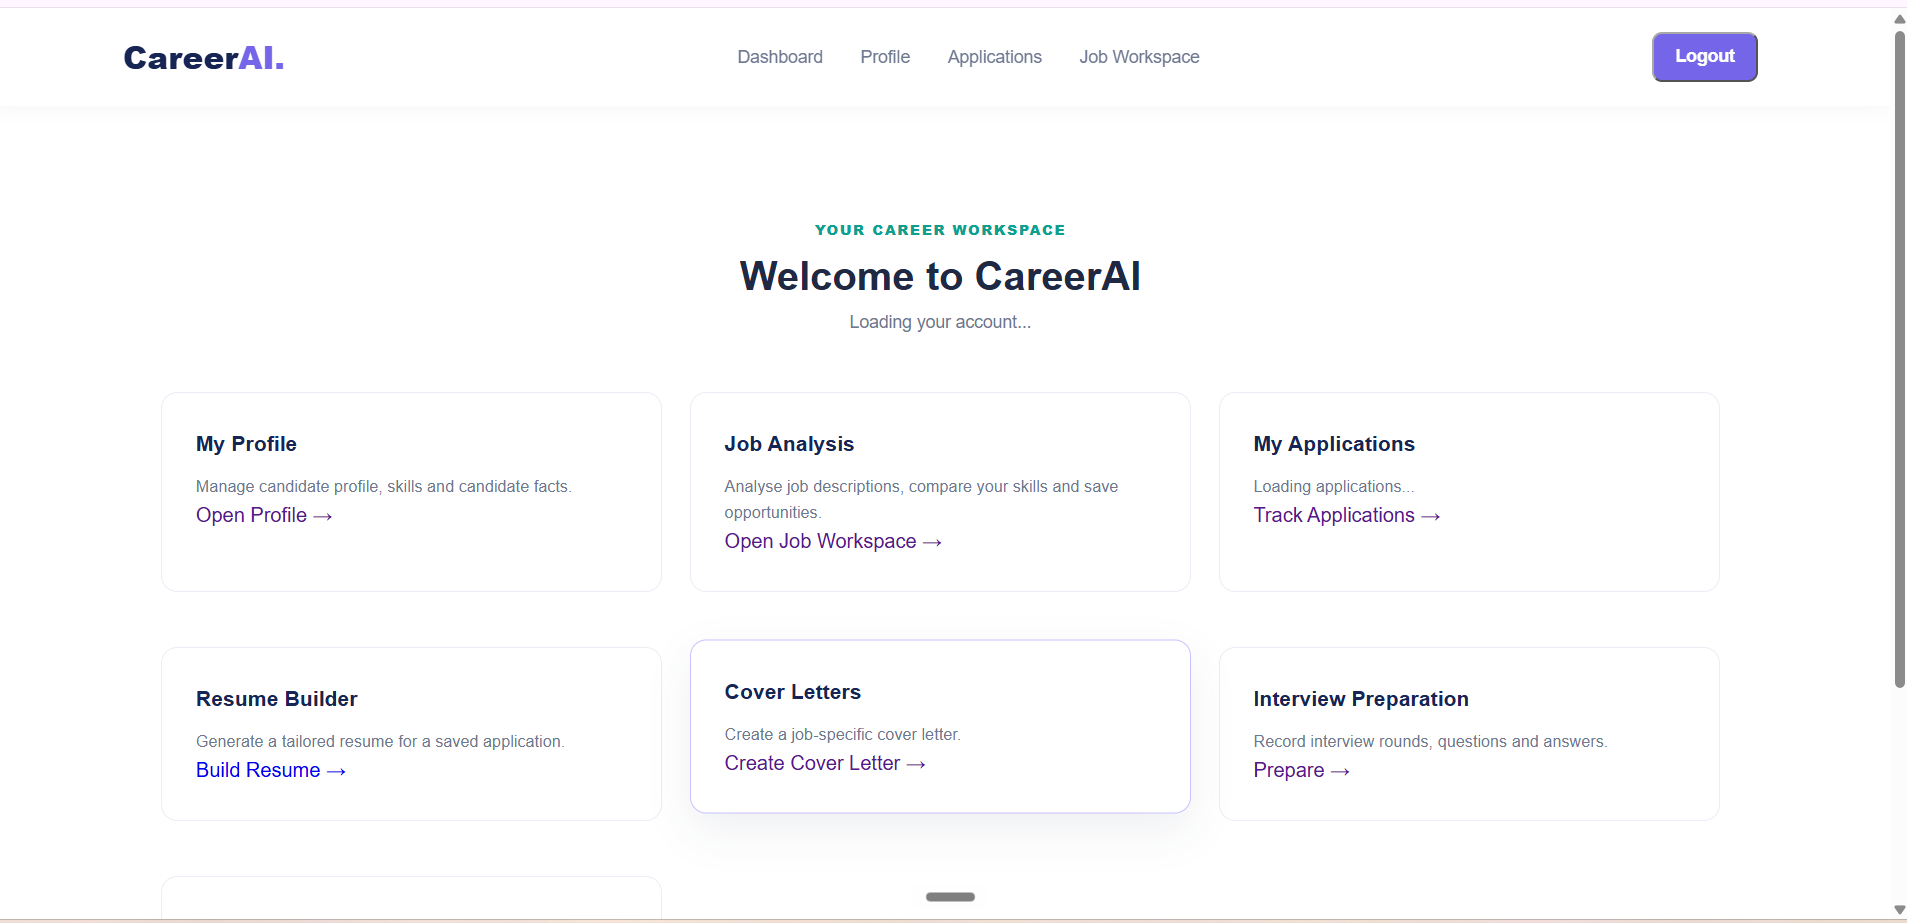 CareerAI.
Dashboard
Profile
Applications
Job Workspace
Logout
YOUR CAREER WORKSPACE
Welcome to CareerAI
Loading your account...
My Profile
Manage candidate profile, skills and candidate facts.
Open Profile →
Job Analysis
Analyse job descriptions, compare your skills and save
opportunities.
Open Job Workspace →
My Applications
Loading applications...
Track Applications →
Resume Builder
Generate a tailored resume for a saved application.
Build Resume →
Cover Letters
Create a job-specific cover letter.
Create Cover Letter →
Interview Preparation
Record interview rounds, questions and answers.
Prepare →